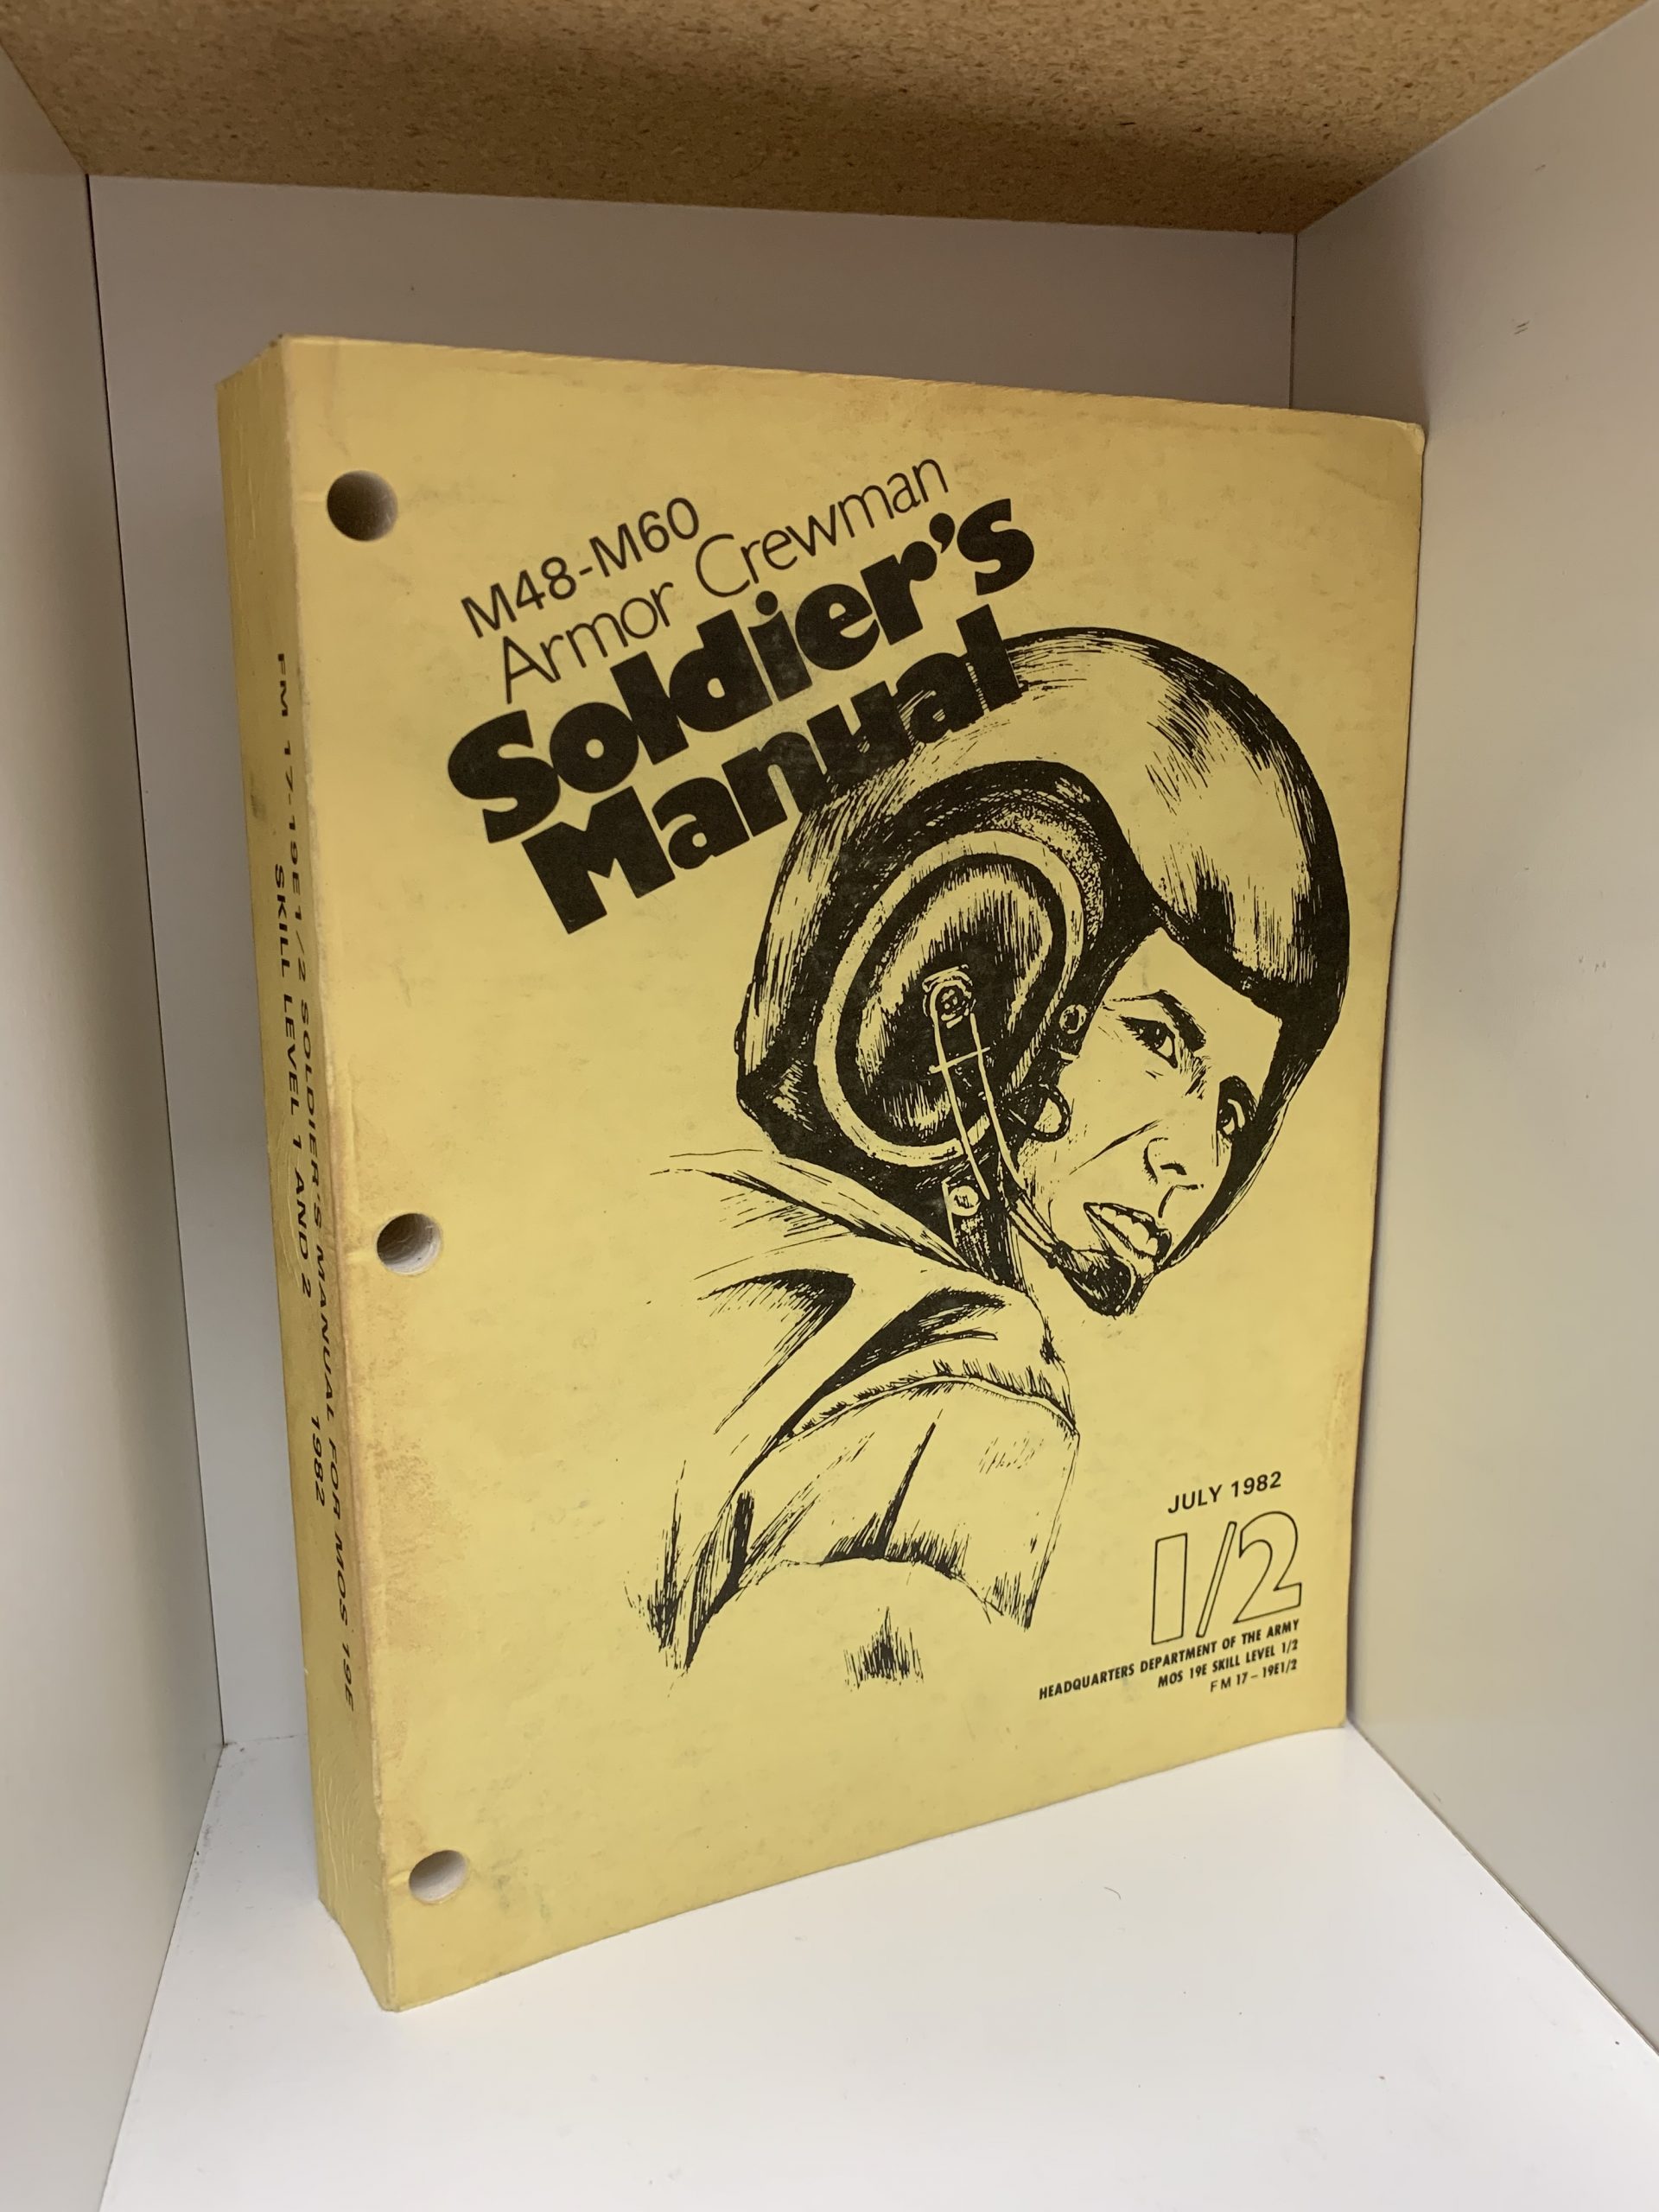 M48-M60
Armor Crewman
Soldier's
Manual
JULY 1982
1/2
HEADQUARTERS DEPARTMENT OF THE ARMY
MOS 19E SKILL LEVEL 1/2
FM 17-19E1/2
FM 17-19E1/2 SOLDIER'S MANUAL FOR MOS 19E
SKILL LEVEL 1 AND 2 1982